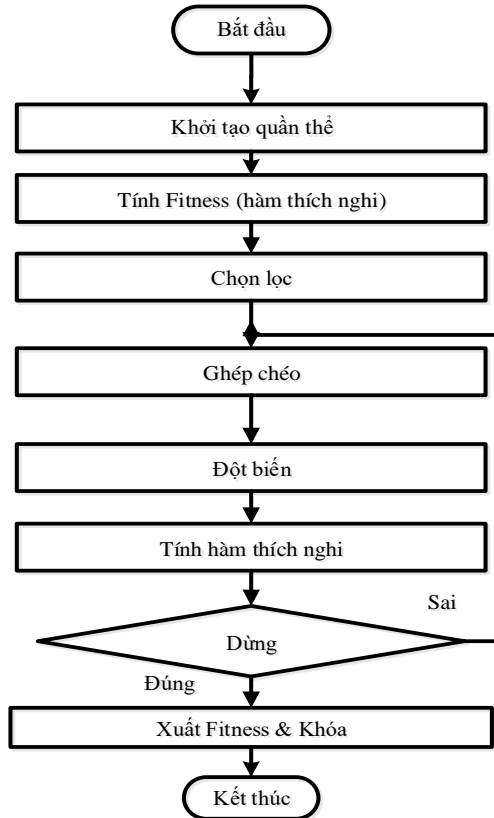 Bắt đầu
Khởi tạo quần thể
Tính Fitness (hàm thích nghi)
Chọn lọc
Ghép chéo
Đột biến
Tính hàm thích nghi
Sai
Dừng
Đúng
Xuất Fitness & Khóa
Kết thúc